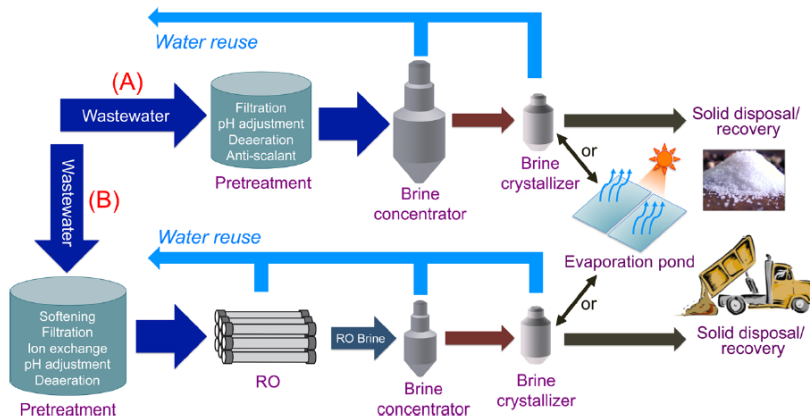 Water reuse
(A)
Wastewater
Filtration
pH adjustment
Deaeration
Anti-scalant
Pretreatment
Brine
concentrator
Brine
crystallizer
or
Solid disposal/
recovery
Wastewater
(B)
Evaporation pond
Water reuse
or
Softening
Filtration
Ion exchange
pH adjustment
Deaeration
Pretreatment
RO
RO Brine
Brine
concentrator
Brine
crystallizer
Solid disposal/
recovery